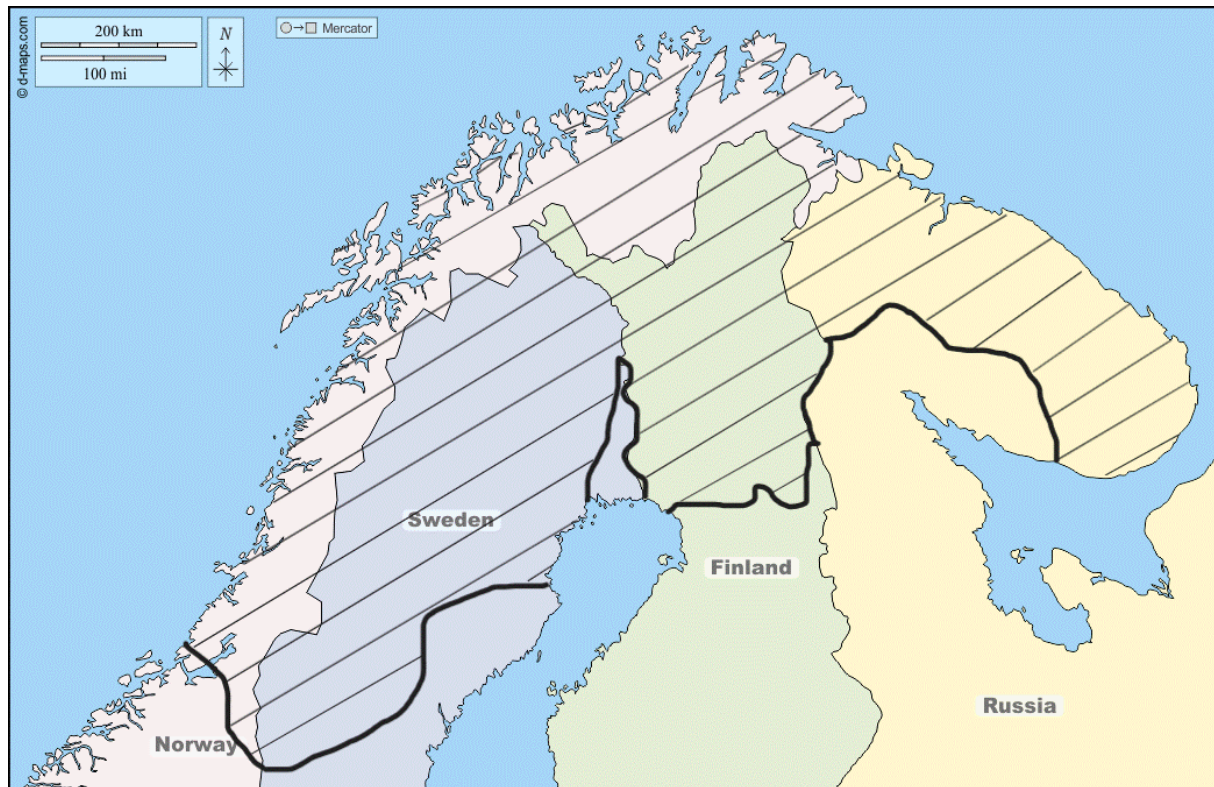 © d-maps.com
200 km
100 mi
N
Mercator
Sweden
Finland
Norway
Russia